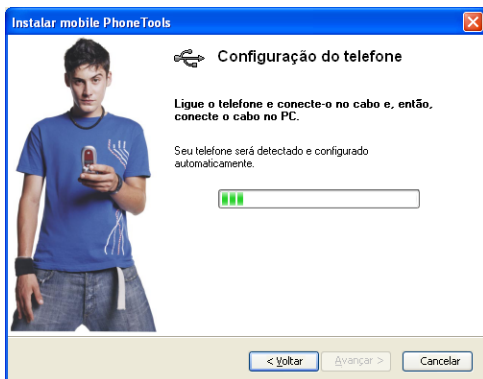 Instalar mobile PhoneTools
Configuração do telefone
Ligue o telefone e conecte-o no cabo e, então,
conecte o cabo no PC.
Seu telefone será detectado e configurado
automaticamente.
< Voltar
Avançar >
Cancelar